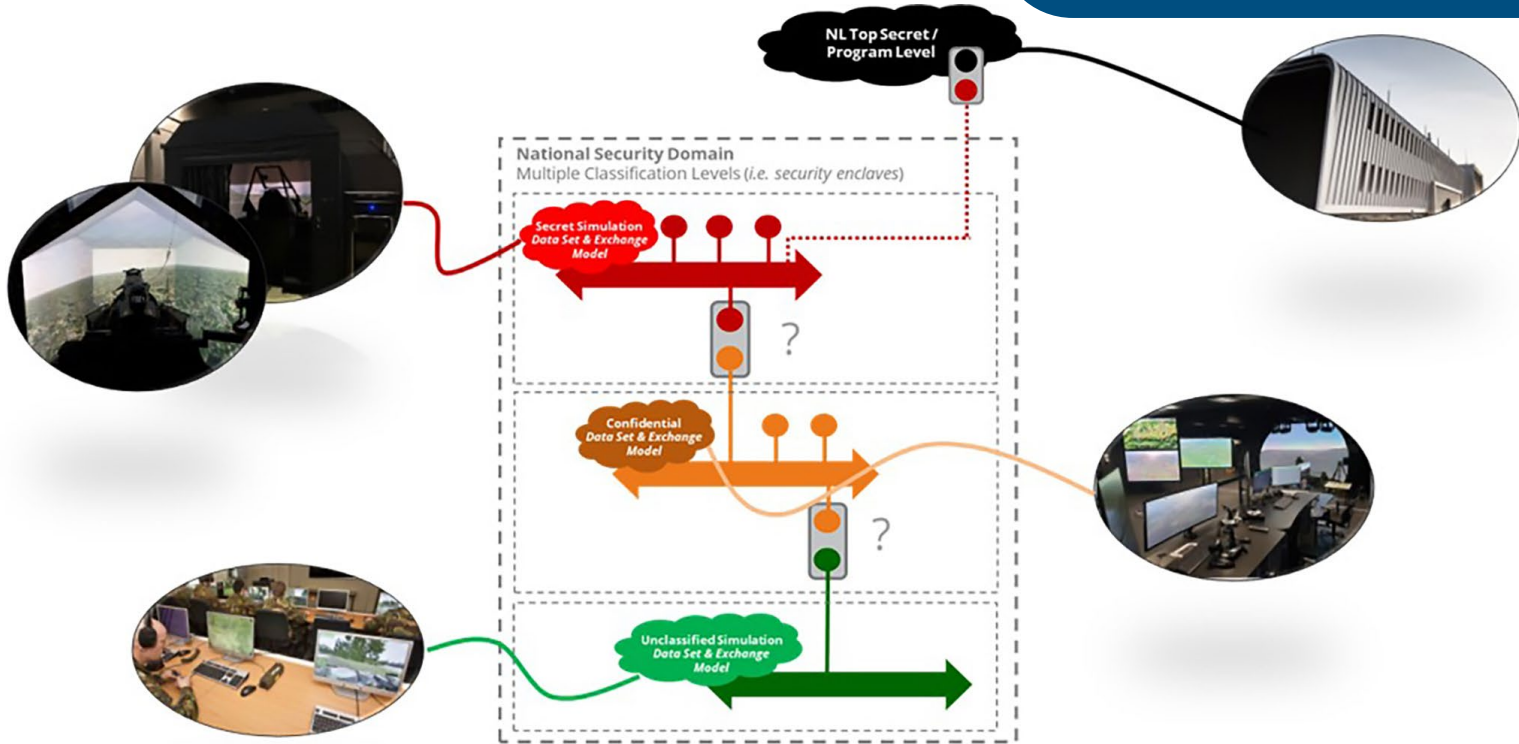 NL Top Secret /
Program Level
National Security Domain
Multiple Classification Levels (i.e. security enclaves)
Secret Simulation
Data Set & Exchange
Model
?
Confidential
Data Set & Exchange
Model
?
Unclassified Simulation
Data Set & Exchange
Model